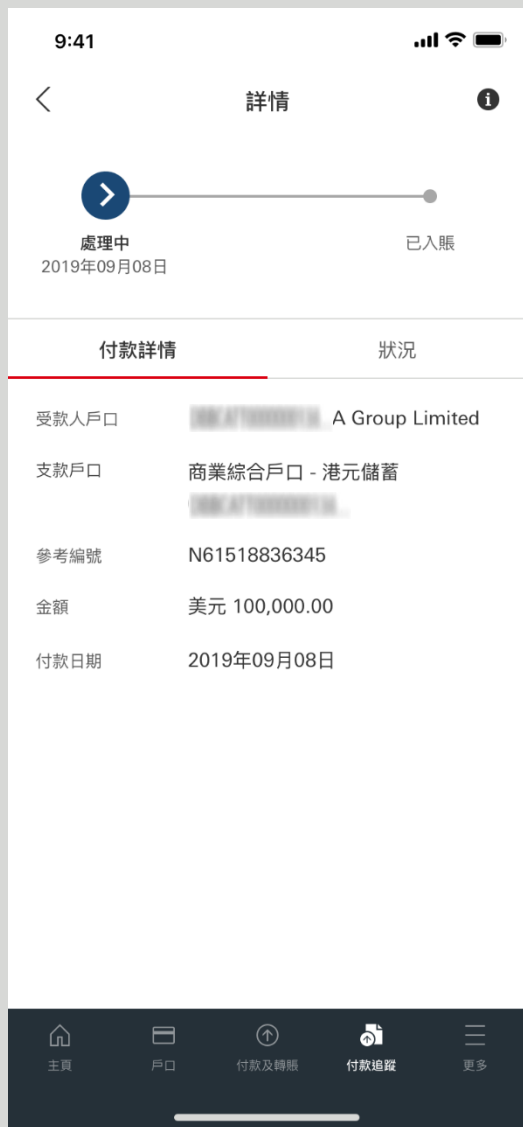 9:41
詳情
處理中
已入賬
2019年09月08日
付款詳情
狀況
受款人戶口
A Group Limited
支款戶口
商業綜合戶口 - 港元儲蓄
參考編號
N61518836345
金額
美元 100,000.00
付款日期
2019年09月08日
主頁
戶口
付款及轉賬
付款追蹤
更多